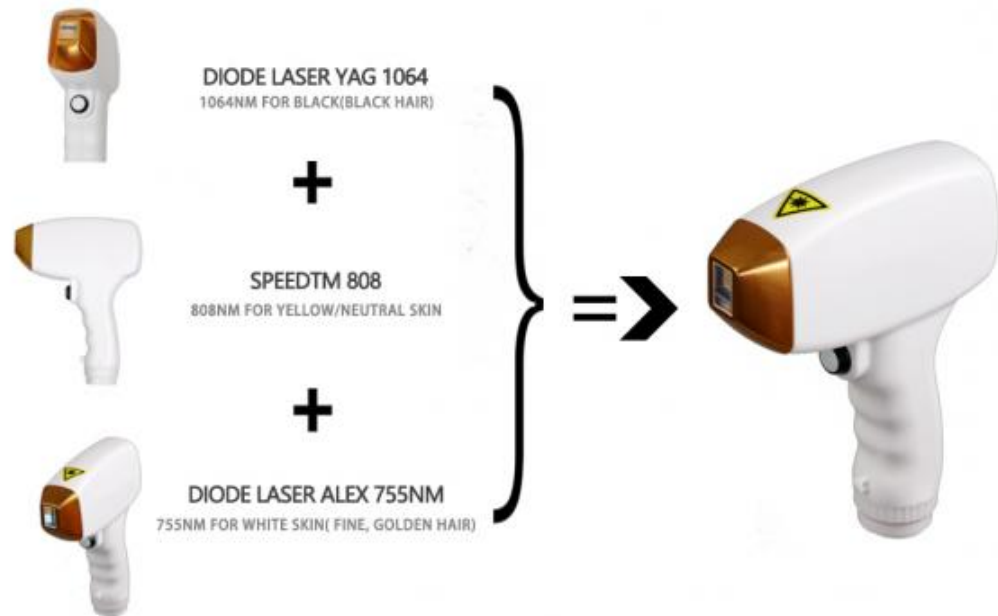 DIODE LASER YAG 1064
1064NM FOR BLACK(BLACK HAIR)
+
SPEEDTM 808
808NM FOR YELLOW/NEUTRAL SKIN
+
DIODE LASER ALEX 755NM
755NM FOR WHITE SKIN( FINE, GOLDEN HAIR)
=